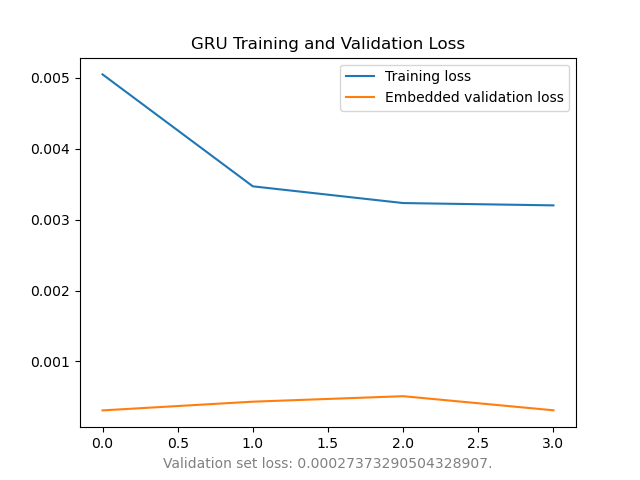 GRU Training and Validation Loss
Training loss
Embedded validation loss
0.005
0.004
0.003
0.002
0.001
0.0 0.5 1.0 1.5 2.0 2.5 3.0
Validation set loss: 0.00027373290504328907.